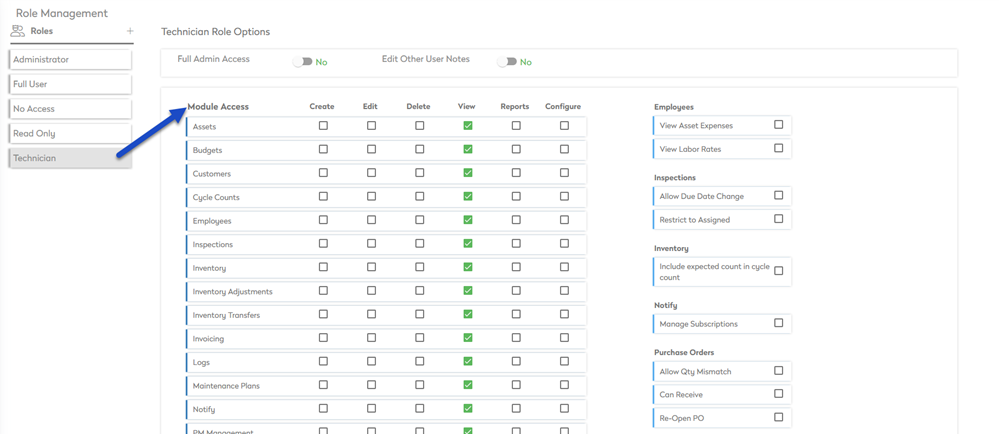 Role Management
Roles +
Administrator
Full User
No Access
Read Only
Technician
Technician Role Options
Full Admin Access No Edit Other User Notes No
Module Access Create Edit Delete View Reports Configure
Assets
Budgets
Customers
Cycle Counts
Employees
Inspections
Inventory
Inventory Adjustments
Inventory Transfers
Invoicing
Logs
Maintenance Plans
Notify
PM Management
Employees
View Asset Expenses
View Labor Rates
Inspections
Allow Due Date Change
Restrict to Assigned
Inventory
Include expected count in cycle
count
Notify
Manage Subscriptions
Purchase Orders
Allow Qty Mismatch
Can Receive
Re-Open PO